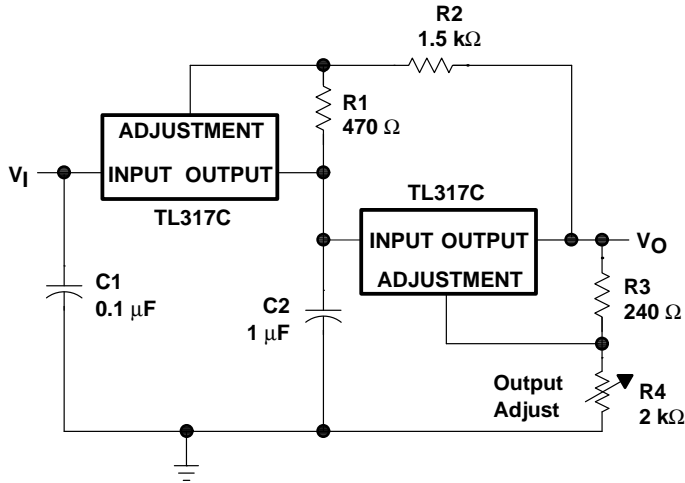 R2
1.5 kΩ
R1
470 Ω
ADJUSTMENT
VI
INPUT OUTPUT
TL317C
TL317C
INPUT OUTPUT
ADJUSTMENT
VO
C1
0.1 μF
C2
1 μF
R3
240 Ω
Output
Adjust
R4
2 kΩ